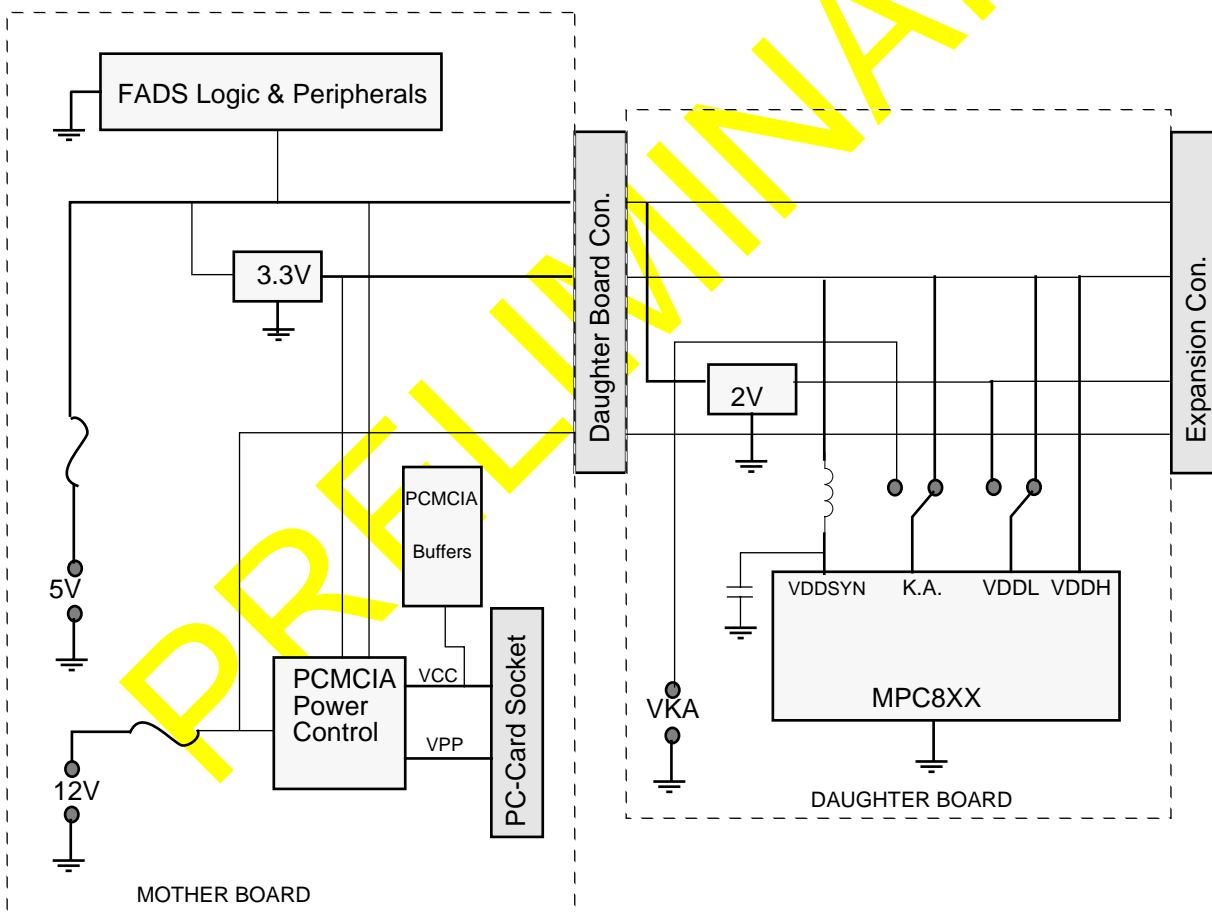 FADS Logic & Peripherals
3.3V
5V
12V
PCMCIA
Buffers
PCMCIA
Power
Control
VCC
VPP
PC-Card Socket
MOTHER BOARD
Daughter Board Con.
2V
VDDSYN K.A. VDDL VDDH
MPC8XX
VKA
DAUGHTER BOARD
Expansion Con.
PRELIMINA